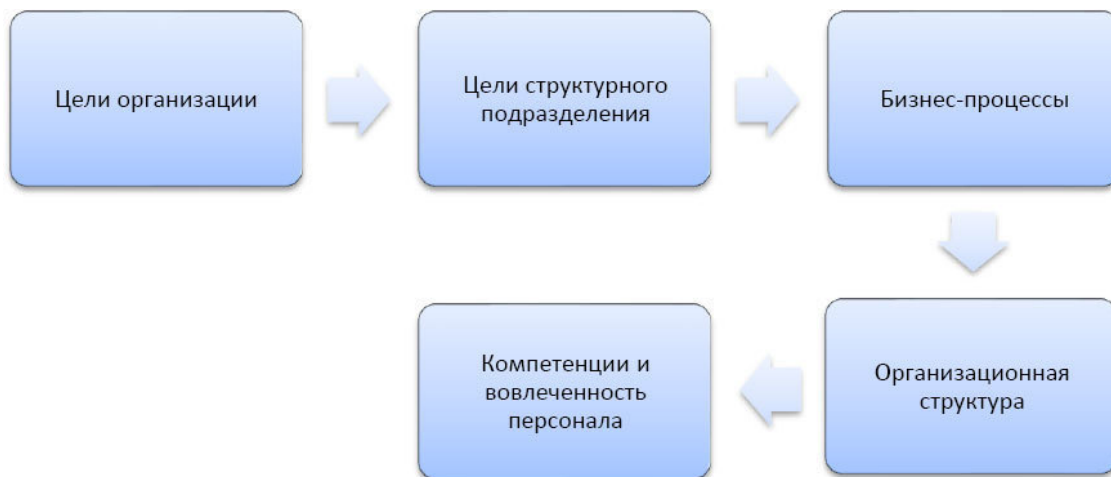 Цели организации
Цели структурного
подразделения
Бизнес-процессы
Компетенции и
вовлеченность
персонала
Организационная
структура